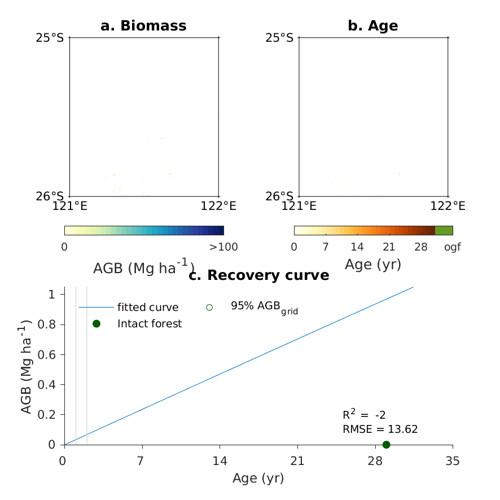 a. Biomass
b. Age
25°S
25°S
26°S
26°S
121°E
122°E
121°E
122°E
0
>100
AGB (Mg ha-1)
0
7
14
21
28
ogf
Age (yr)
c. Recovery curve
AGB (Mg ha-1)
1
0.8
0.6
0.4
0.2
0
fitted curve
Intact forest
95% AGBgrid
R2 = -2
RMSE = 13.62
0
7
14
21
28
35
Age (yr)